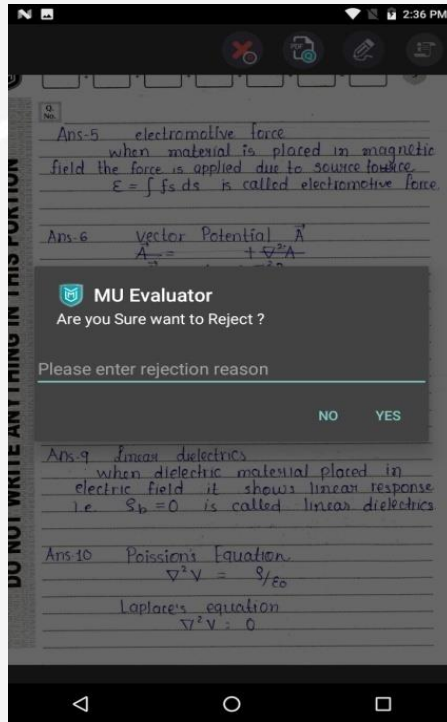 2:36 PM
PDF
Q.
No.
Ans-5 electromotive force
when material is placed in magnetic
field the force is applied due to source
ε = ∫ fs ds is called electromotive force
Ans-6 Vector Potential A⃗
MU Evaluator
Are you Sure want to Reject ?
Please enter rejection reason
NO YES
Ans-9 Linear dielectrics
when dielectric material placed in
electric field it shows linear response
i.e. ρb = 0 is called linear dielectrics
Ans-10 Poission's Equation
∇²V = ρ/ε0
Laplace's equation
∇²V = 0
DO NOT WRITE ANYTHING IN THIS PORTION